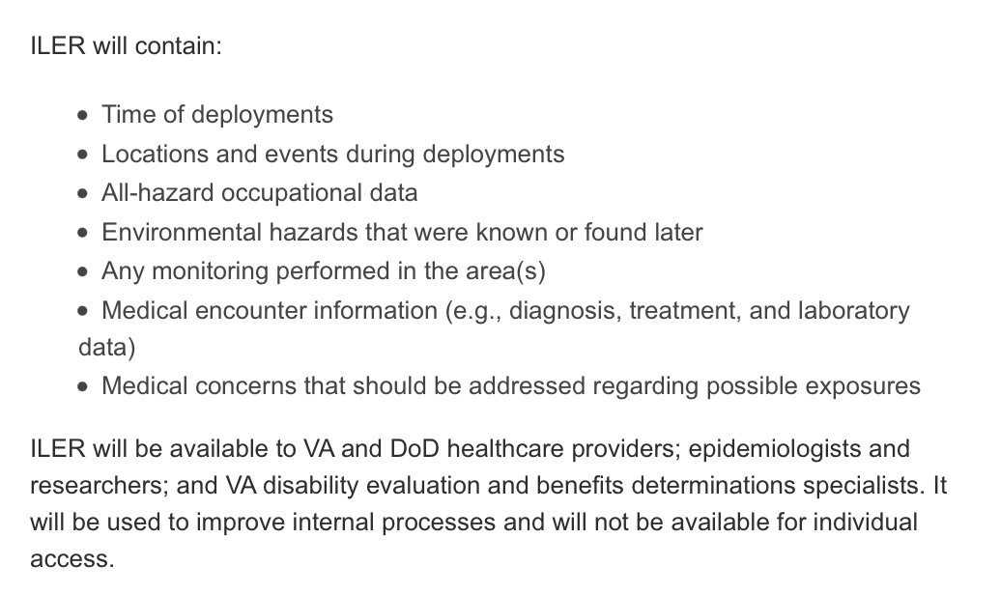 ILER will contain:
• Time of deployments
• Locations and events during deployments
• All-hazard occupational data
• Environmental hazards that were known or found later
• Any monitoring performed in the area(s)
• Medical encounter information (e.g., diagnosis, treatment, and laboratory
data)
• Medical concerns that should be addressed regarding possible exposures
ILER will be available to VA and DoD healthcare providers; epidemiologists and
researchers; and VA disability evaluation and benefits determinations specialists. It
will be used to improve internal processes and will not be available for individual
access.